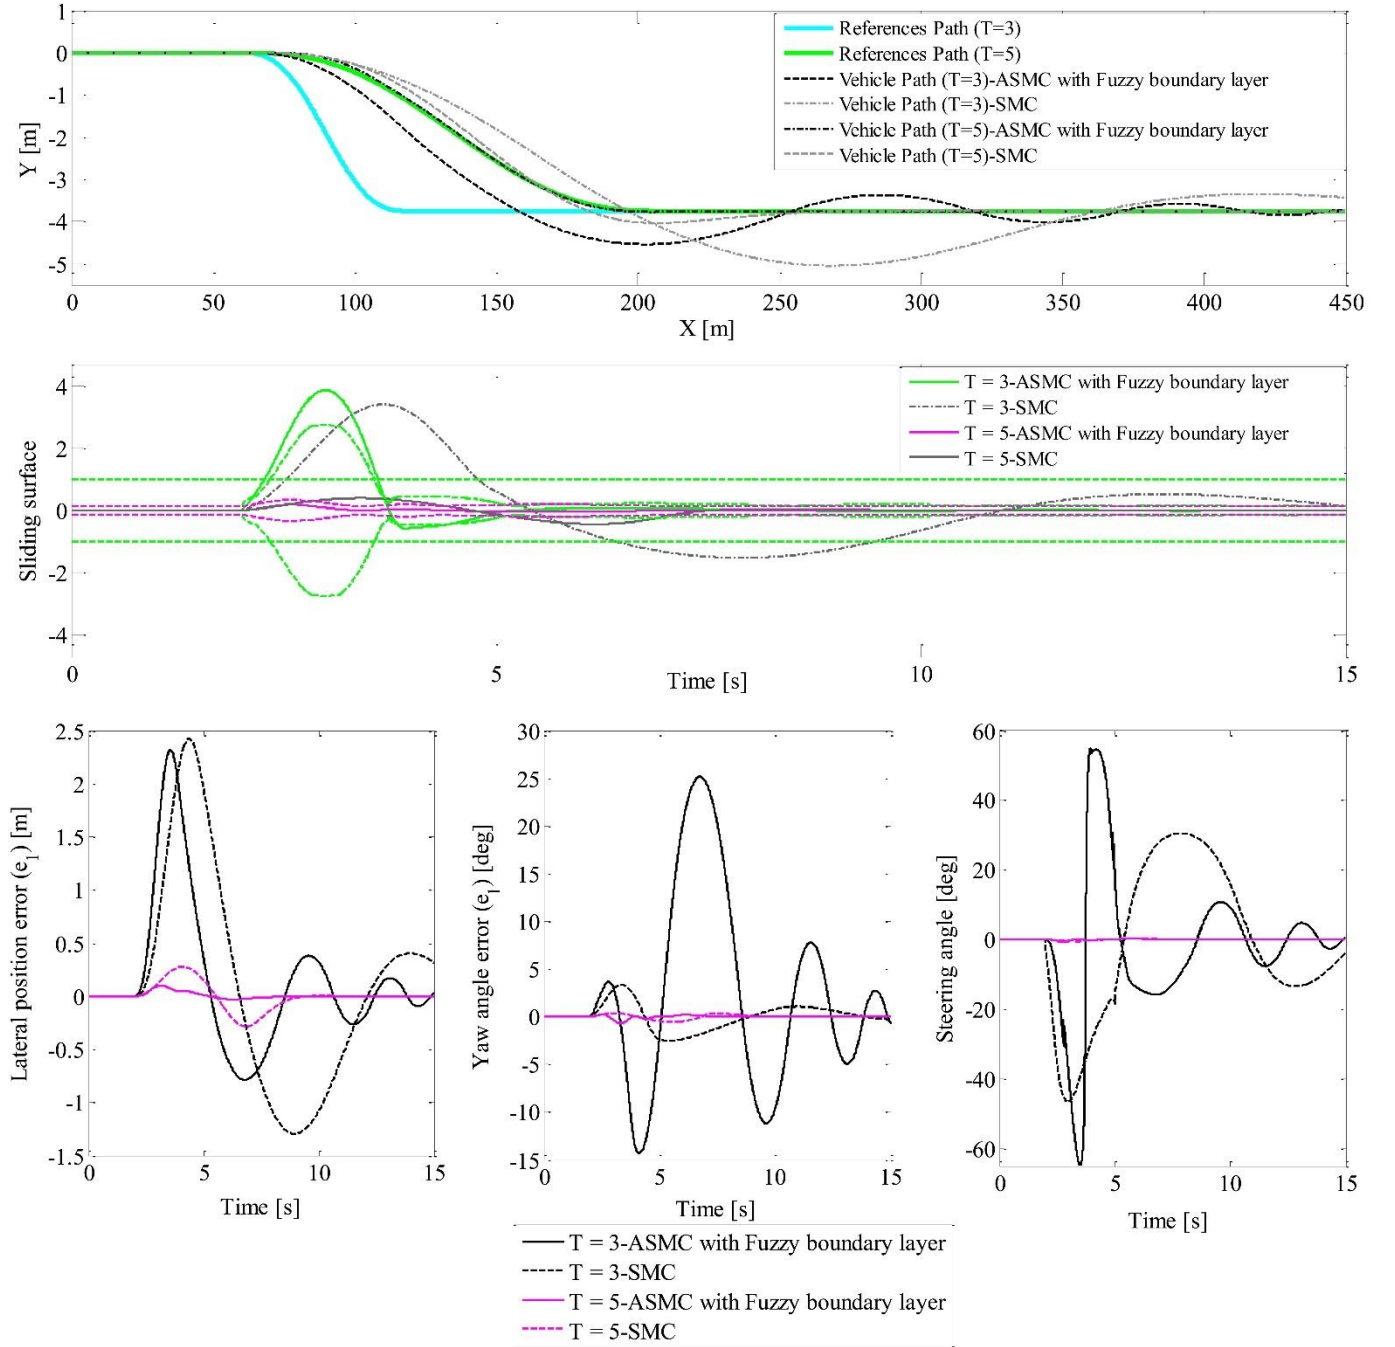 1
0
-1
-2
-3
-4
-5
Y [m]
References Path (T=3)
References Path (T=5)
Vehicle Path (T=3)-ASMC with Fuzzy boundary layer
Vehicle Path (T=3)-SMC
Vehicle Path (T=5)-ASMC with Fuzzy boundary layer
Vehicle Path (T=5)-SMC
0 50 100 150 200 250 300 350 400 450
X [m]
4
2
0
-2
-4
Sliding surface
T = 3-ASMC with Fuzzy boundary layer
T = 3-SMC
T = 5-ASMC with Fuzzy boundary layer
T = 5-SMC
0 5 10 15
Time [s]
2.5
2
1.5
1
0.5
0
-0.5
-1
-1.5
Lateral position error (e1) [m]
0 5 10 15
Time [s]
30
25
20
15
10
5
0
-5
-10
-15
Yaw angle error (e1) [deg]
0 5 10 15
Time [s]
60
40
20
0
-20
-40
-60
Steering angle [deg]
0 5 10 15
Time [s]
T = 3-ASMC with Fuzzy boundary layer
T = 3-SMC
T = 5-ASMC with Fuzzy boundary layer
T = 5-SMC